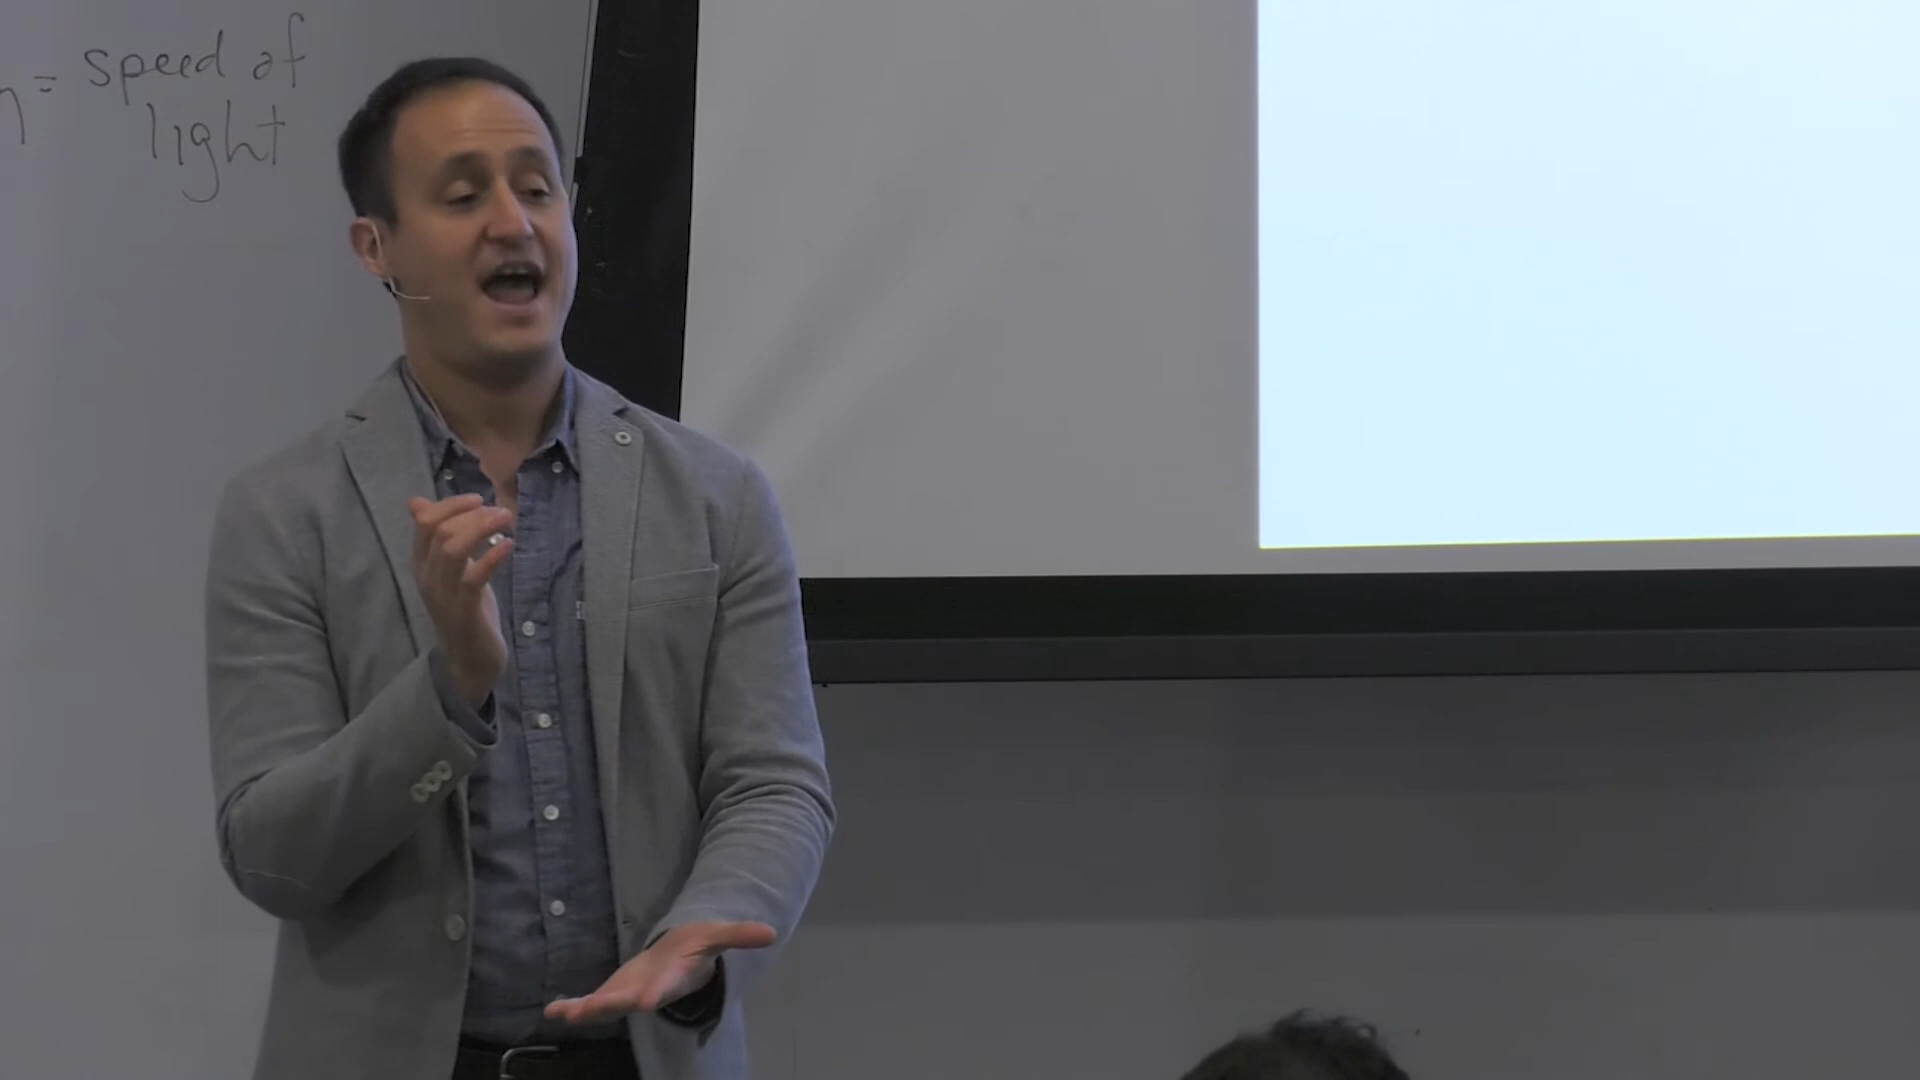 = speed of
light